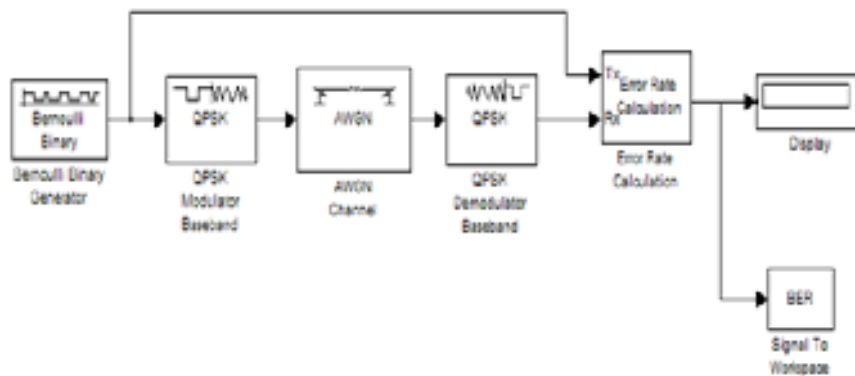 Bernoulli
Binary
Bernoulli Binary
Generator
QPSK
QPSK
Modulator
Baseband
AWGN
AWGN
Channel
QPSK
QPSK
Demodulator
Baseband
Tx
Rx
Error Rate
Calculation
Error Rate
Calculation
Display
BER
Signal To
Workspace